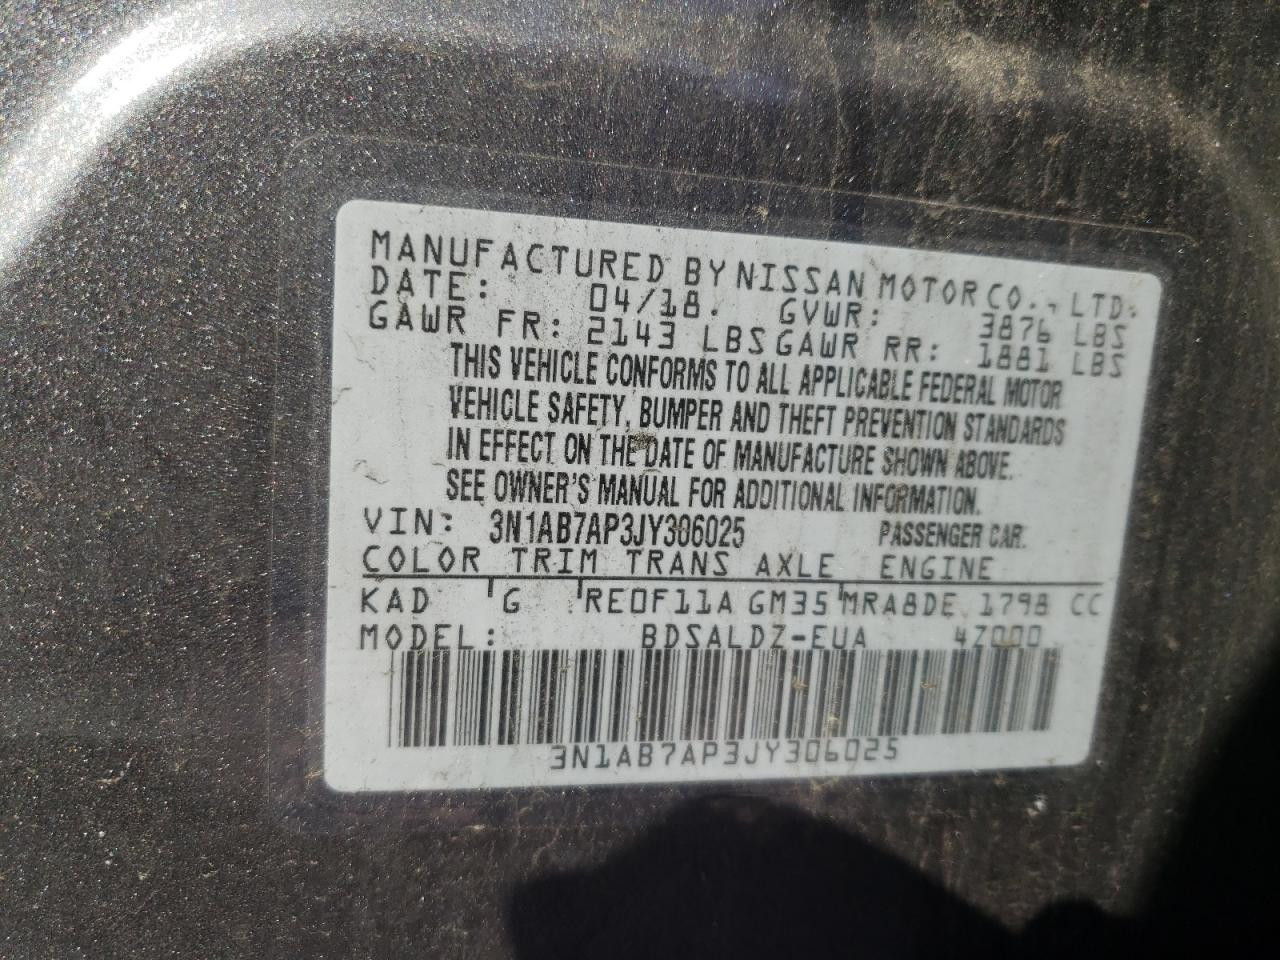 MANUFACTURED BY NISSAN MOTOR CO., LTD.
DATE: 04/18. GVWR: 3876 LBS
GAWR FR: 2143 LBS GAWR RR: 1881 LBS
THIS VEHICLE CONFORMS TO ALL APPLICABLE FEDERAL MOTOR
VEHICLE SAFETY, BUMPER AND THEFT PREVENTION STANDARDS
IN EFFECT ON THE DATE OF MANUFACTURE SHOWN ABOVE.
SEE OWNER'S MANUAL FOR ADDITIONAL INFORMATION.
VIN: 3N1AB7AP3JY306025 PASSENGER CAR.
COLOR TRIM TRANS AXLE ENGINE
KAD G RE0F11A GM35 MRA8DE 1798 CC
MODEL: BDSALDZ-EUA 4Z000
3N1AB7AP3JY306025